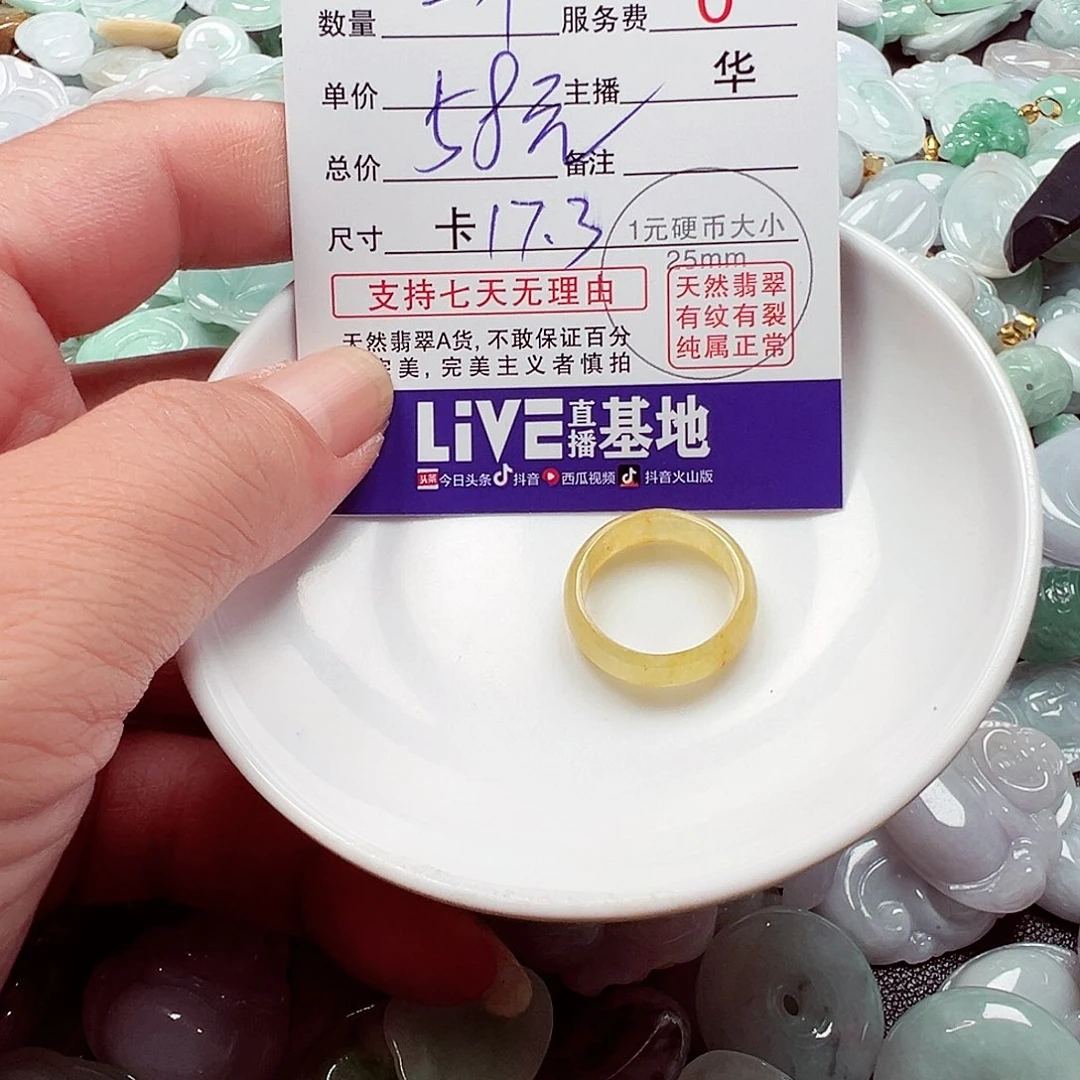 数量 一件 服务费 0
单价 58元 主播 华
总价 备注
尺寸 卡17.3
1元硬币大小
25mm
支持七天无理由
天然翡翠
有纹有裂
纯属正常
天然翡翠A货,不敢保证百分
完美,完美主义者慎拍
LiVE直播基地
头条 今日头条 抖音 西瓜视频 抖音火山版